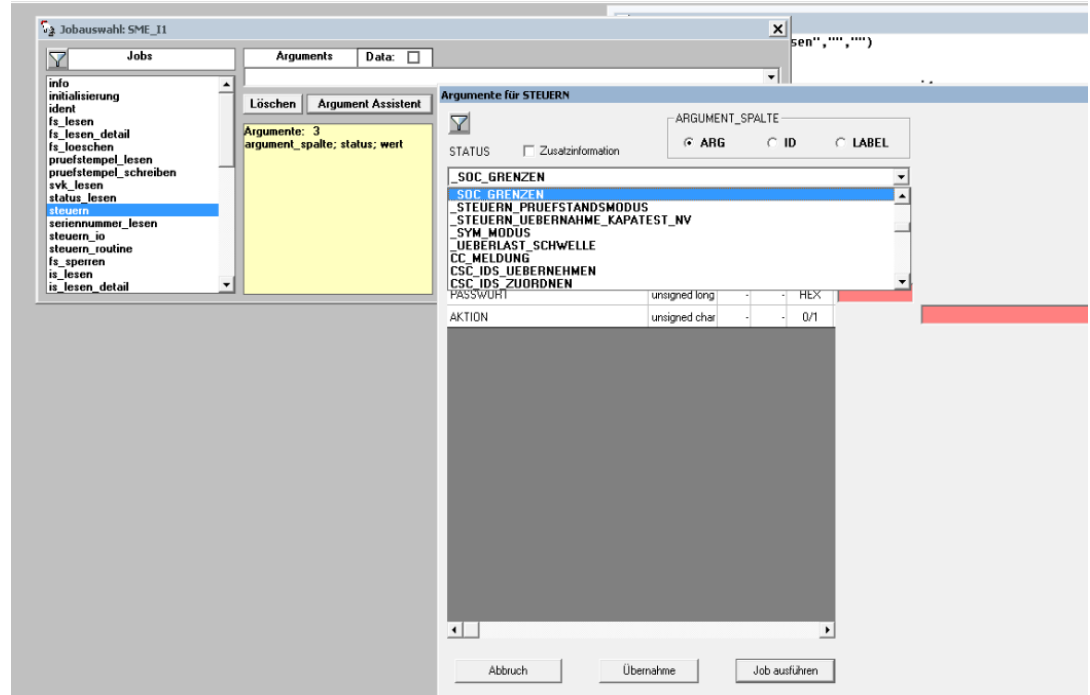 Jobauswahl: SME_I1
sen","","")
Jobs
Arguments
Data:
info
initialisierung
ident
fs_lesen
fs_lesen_detail
fs_loeschen
pruefstempel_lesen
pruefstempel_schreiben
svk_lesen
status_lesen
steuern
seriennummer_lesen
steuern_io
steuern_routine
fs_sperren
is_lesen
is_lesen_detail
Löschen
Argument Assistent
Argumente: 3
argument_spalte; status; wert
Argumente für STEUERN
ARGUMENT_SPALTE
ARG
ID
LABEL
STATUS
Zusatzinformation
_SOC_GRENZEN
_SOC_GRENZEN
_STEUERN_PRUEFSTANDSMODUS
_STEUERN_UEBERNAHME_KAPATEST_NV
_SYM_MODUS
_UEBERLAST_SCHWELLE
CC_MELDUNG
CSC_IDS_UEBERNEHMEN
CSC_IDS_ZUORDNEN
PASSWORT unsigned long - - HEX
AKTION unsigned char - - 0/1
Abbruch
Übernahme
Job ausführen